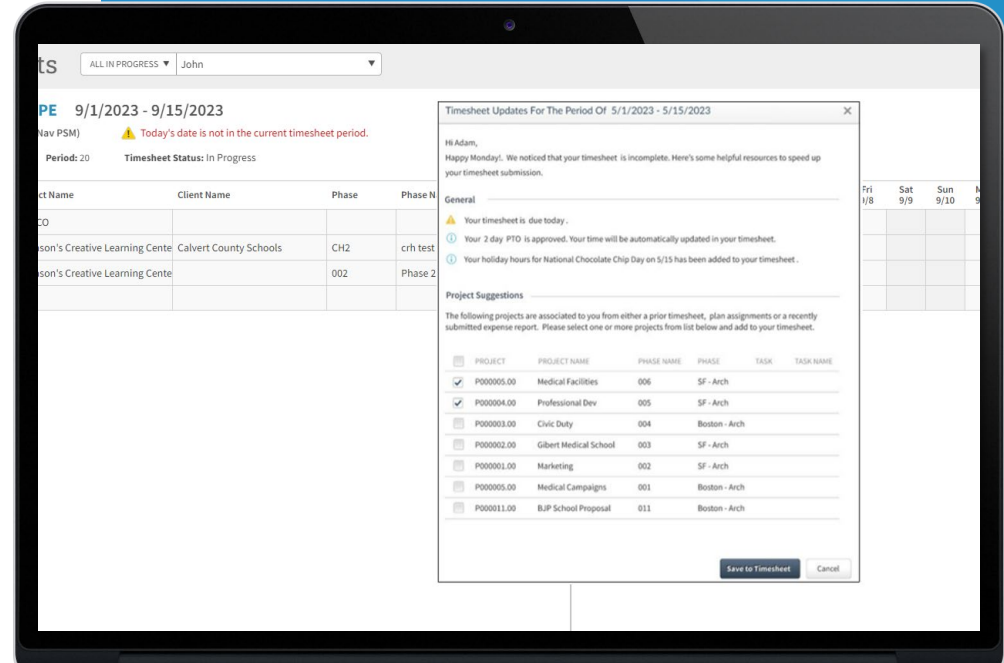 ts ALL IN PROGRESS ▼ John ▼
PE 9/1/2023 - 9/15/2023
Nav PSM) Today's date is not in the current timesheet period.
Period: 20 Timesheet Status: In Progress
ct Name Client Name Phase Phase N
CO
ason's Creative Learning Cente Calvert County Schools CH2 crh test
ason's Creative Learning Cente 002 Phase 2
Fri Sat Sun M
9/8 9/9 9/10 9
Timesheet Updates For The Period Of 5/1/2023 - 5/15/2023
Hi Adam,
Happy Monday!. We noticed that your timesheet is incomplete. Here's some helpful resources to speed up
your timesheet submission.
General
Your timesheet is due today .
Your 2 day PTO is approved. Your time will be automatically updated in your timesheet.
Your holiday hours for National Chocolate Chip Day on 5/15 has been added to your timesheet .
Project Suggestions
The following projects are associated to you from either a prior timesheet, plan assignments or a recently
submitted expense report. Please select one or more projects from list below and add to your timesheet.
PROJECT PROJECT NAME PHASE NAME PHASE TASK TASK NAME
P000005.00 Medical Facilities 006 SF - Arch
P000004.00 Professional Dev 005 SF - Arch
P000003.00 Civic Duty 004 Boston - Arch
P000002.00 Gibert Medical School 003 SF - Arch
P000001.00 Marketing 002 SF - Arch
P000005.00 Medical Campaigns 001 Boston - Arch
P000011.00 BJP School Proposal 011 Boston - Arch
Save to Timesheet Cancel